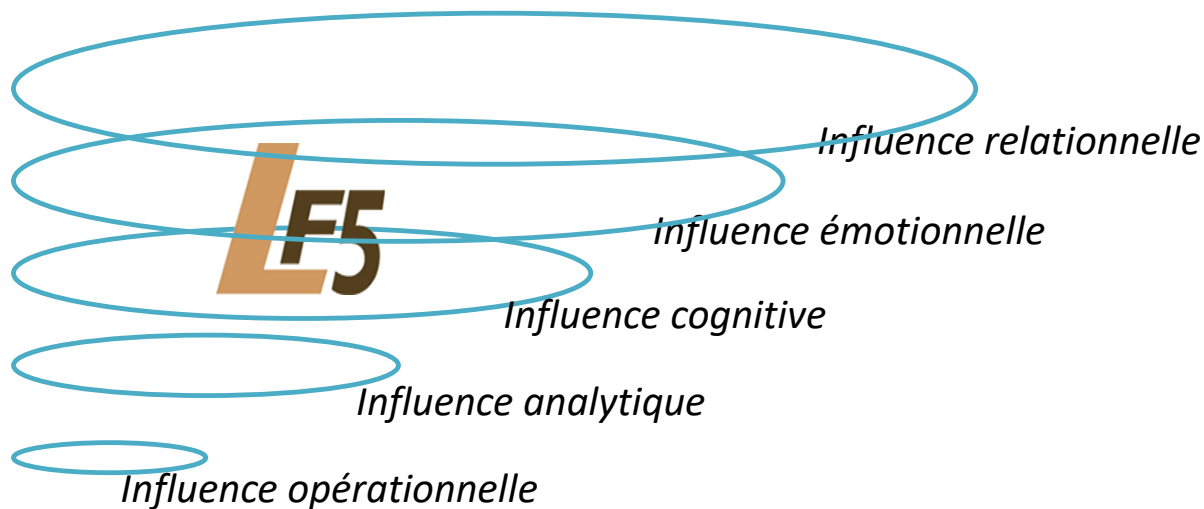 Influence relationnelle
LF5
Influence émotionnelle
Influence cognitive
Influence analytique
Influence opérationnelle